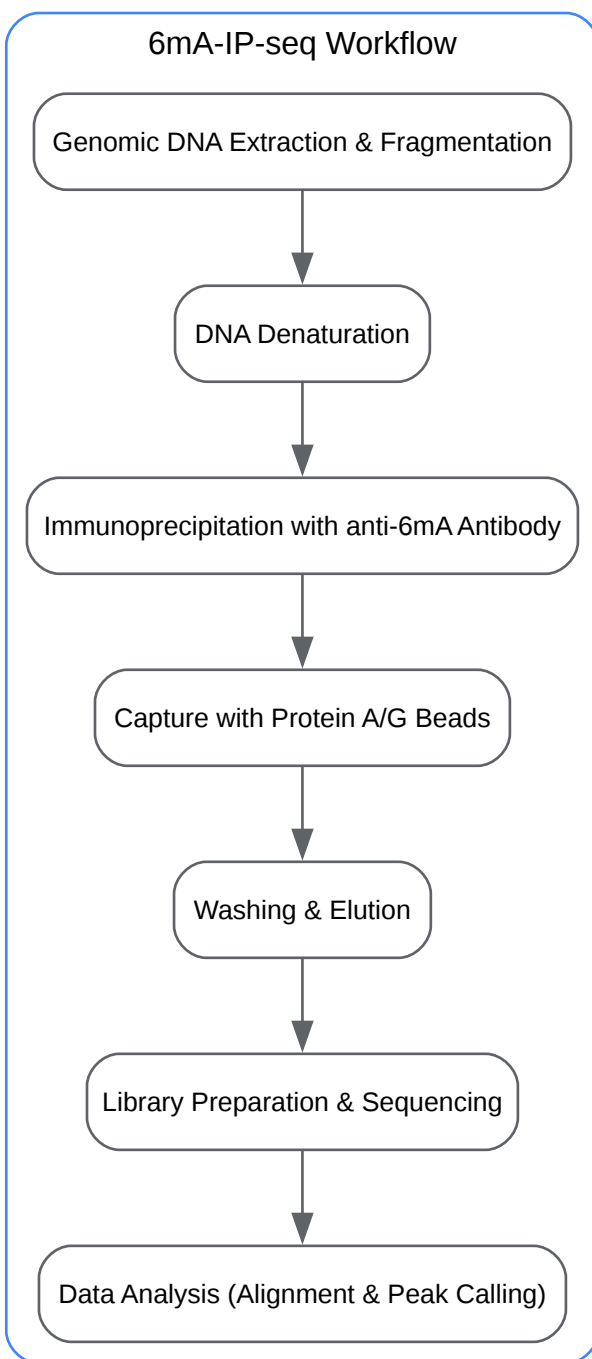 6mA-IP-seq Workflow
Genomic DNA Extraction & Fragmentation
DNA Denaturation
Immunoprecipitation with anti-6mA Antibody
Capture with Protein A/G Beads
Washing & Elution
Library Preparation & Sequencing
Data Analysis (Alignment & Peak Calling)